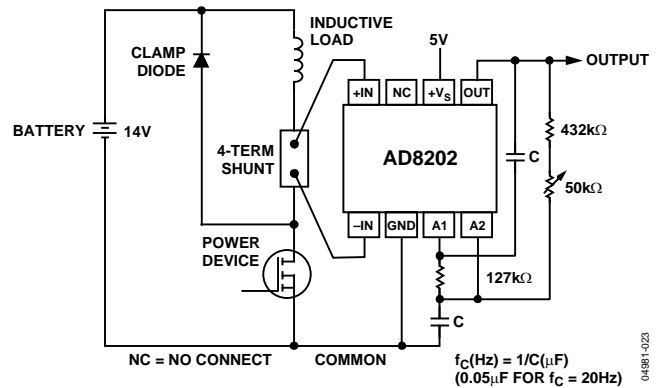 INDUCTIVE
LOAD
CLAMP
DIODE
5V
OUTPUT
+IN
NC
+VS
OUT
BATTERY
14V
4-TERM
SHUNT
AD8202
C
432kΩ
50kΩ
–IN
GND
A1
A2
POWER
DEVICE
127kΩ
C
NC = NO CONNECT
COMMON
fC(Hz) = 1/C(μF)
(0.05μF FOR fC = 20Hz)
04981-023